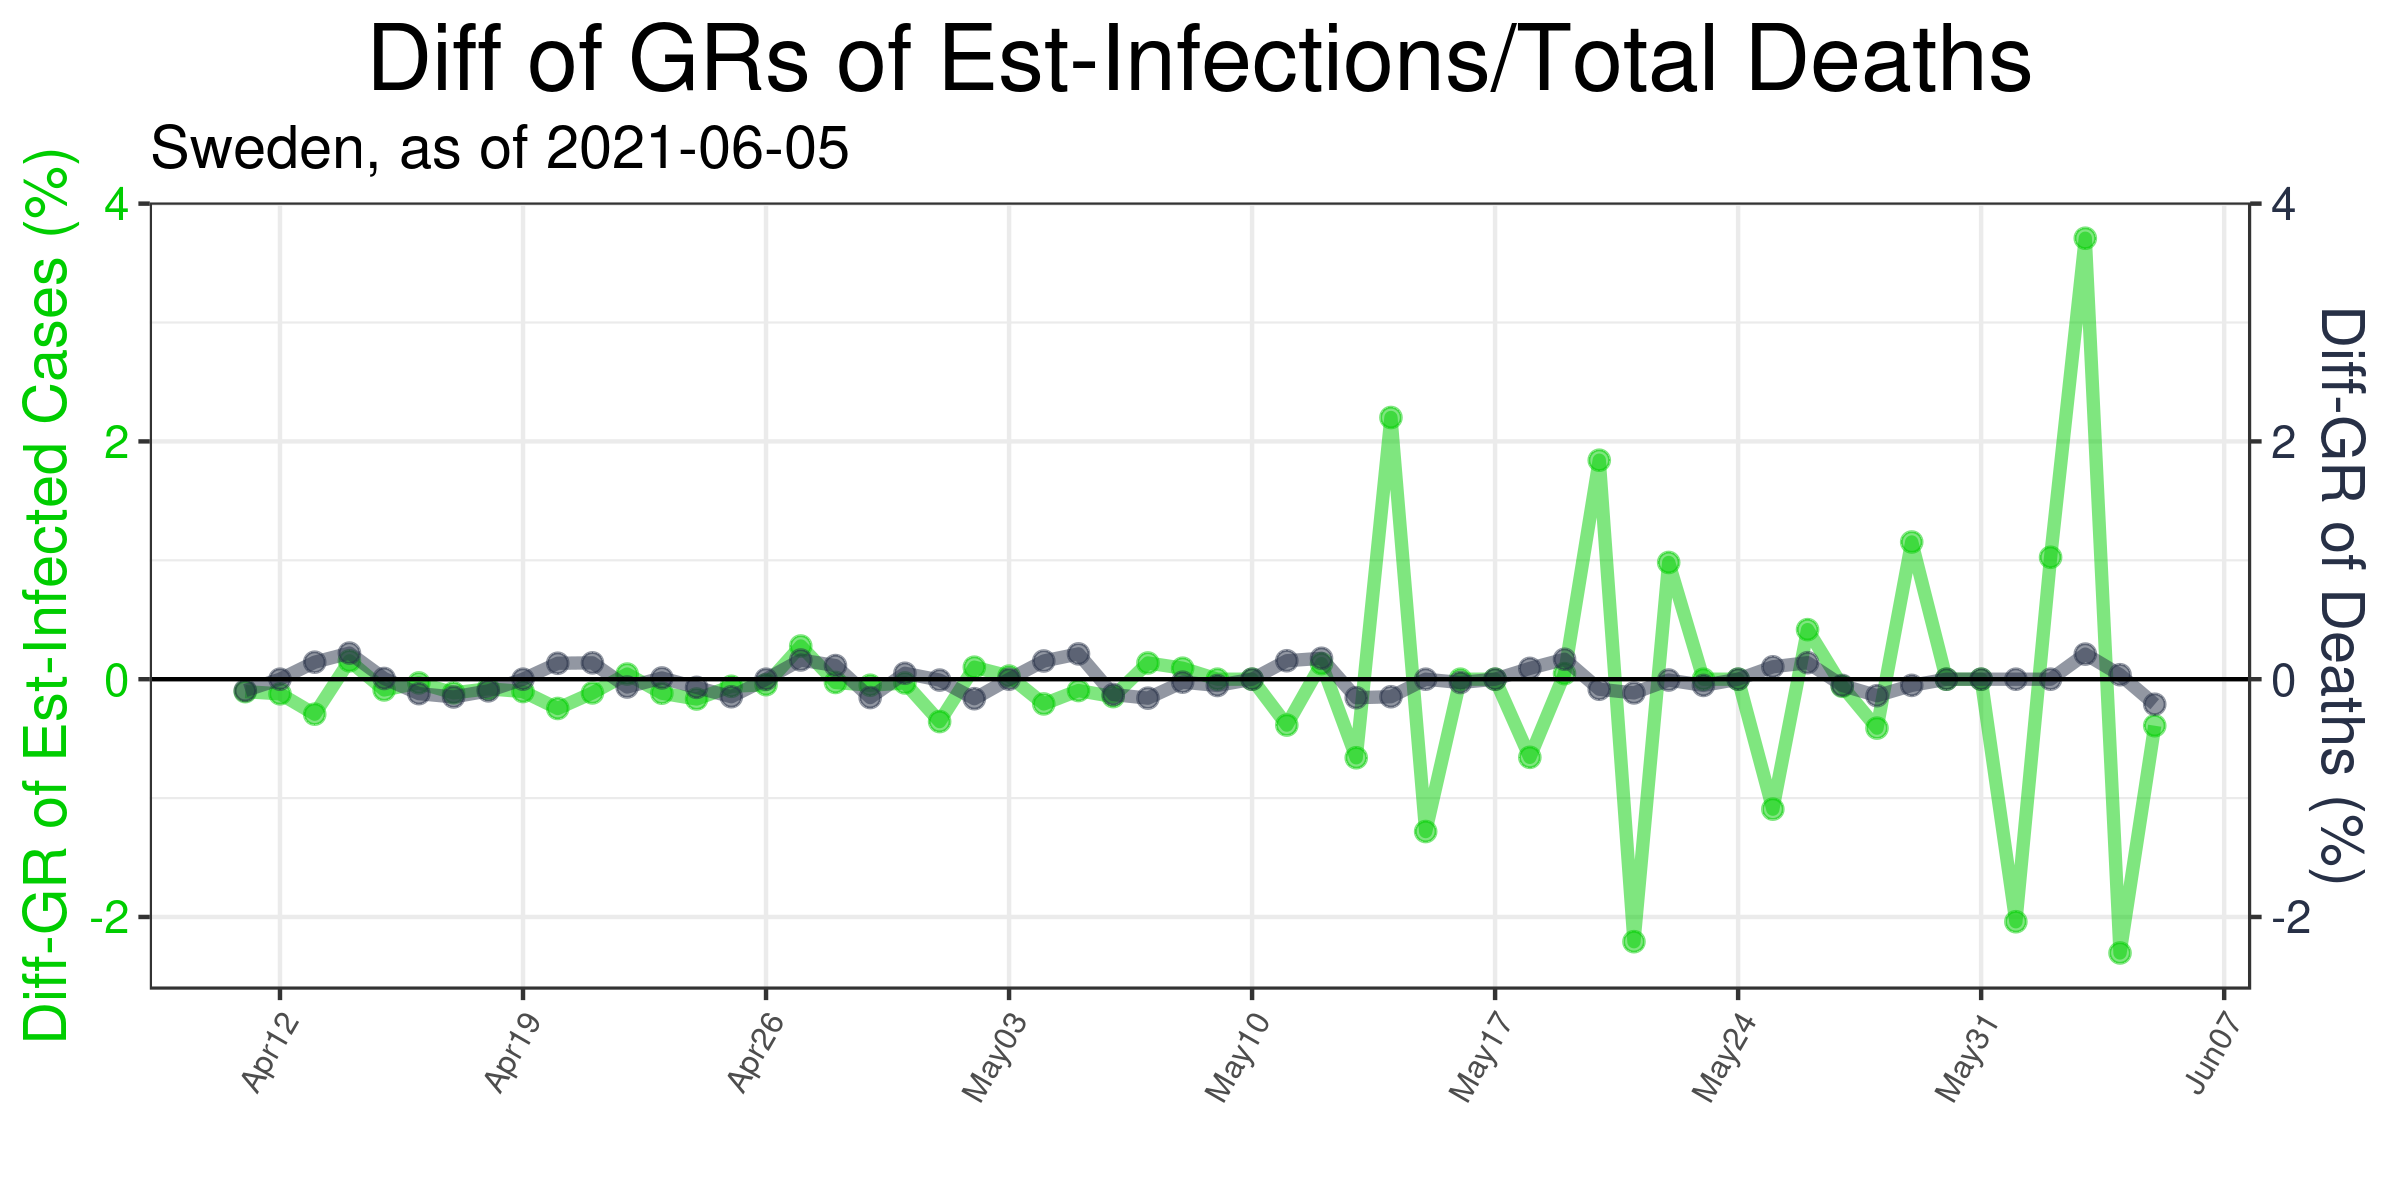 Diff of GRs of Est-Infections/Total Deaths
Sweden, as of 2021-06-05
Diff-GR of Est-Infected Cases (%)
4
2
0
-2
4
2
0
-2
Diff-GR of Deaths (%)
Apr12
Apr19
Apr26
May03
May10
May17
May24
May31
Jun07